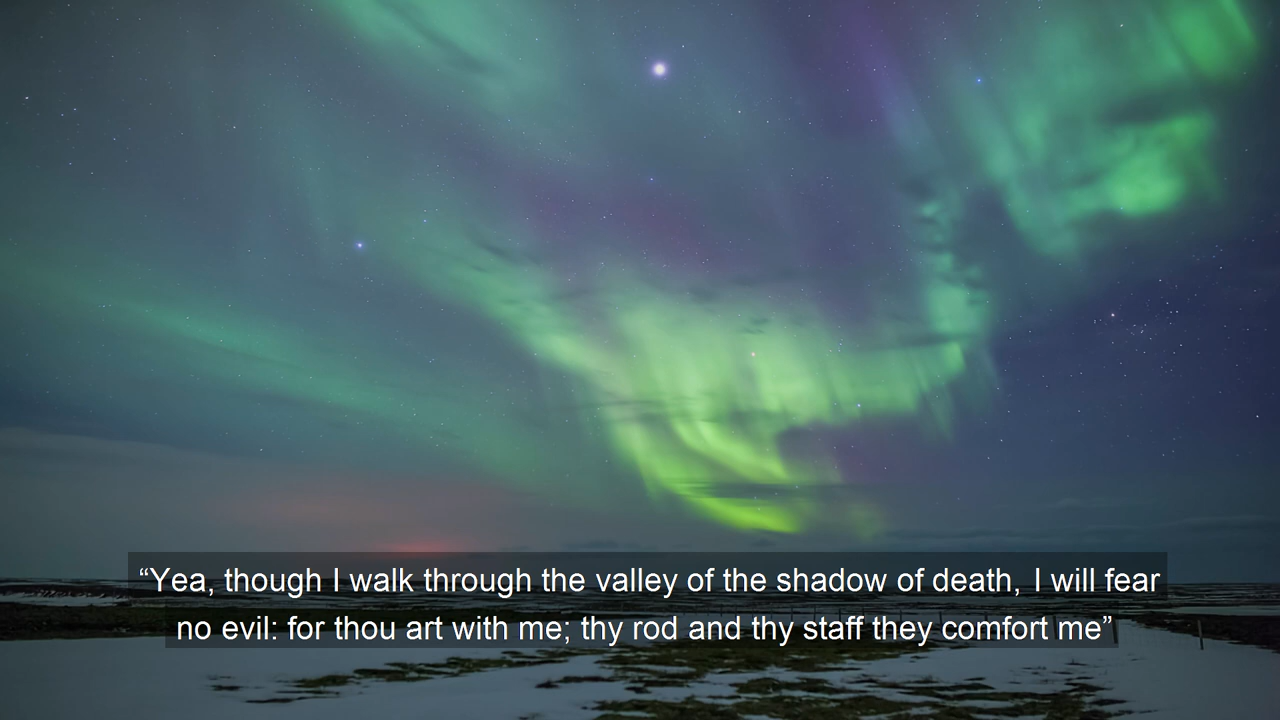 “Yea, though I walk through the valley of the shadow of death, I will fear
no evil: for thou art with me; thy rod and thy staff they comfort me”